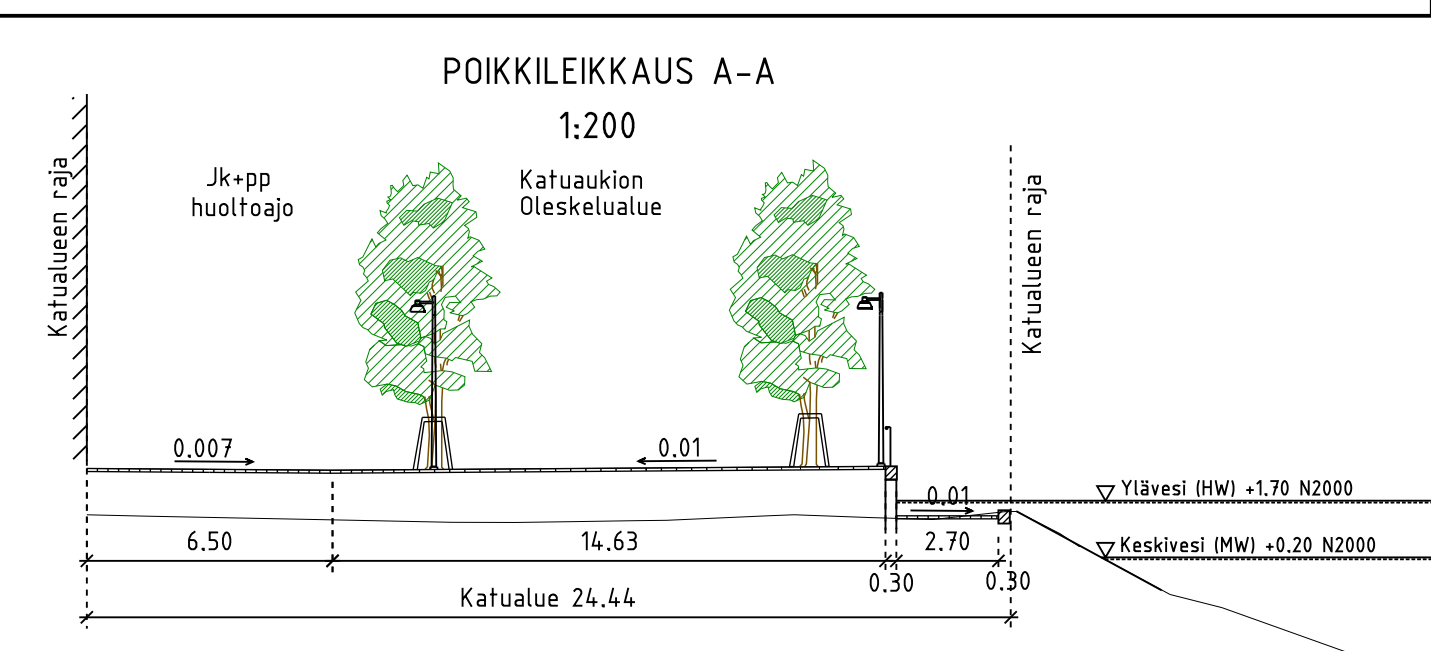 POIKKILEIKKAUS A-A
1:200
Katualueen raja
Jk+pp
huoltoajo
Katuaukion
Oleskelualue
Katualueen raja
0.007
0.01
0.01
Ylävesi (HW) +1.70 N2000
Keskivesi (MW) +0.20 N2000
6.50
14.63
2.70
0.30
0.30
Katualue 24.44